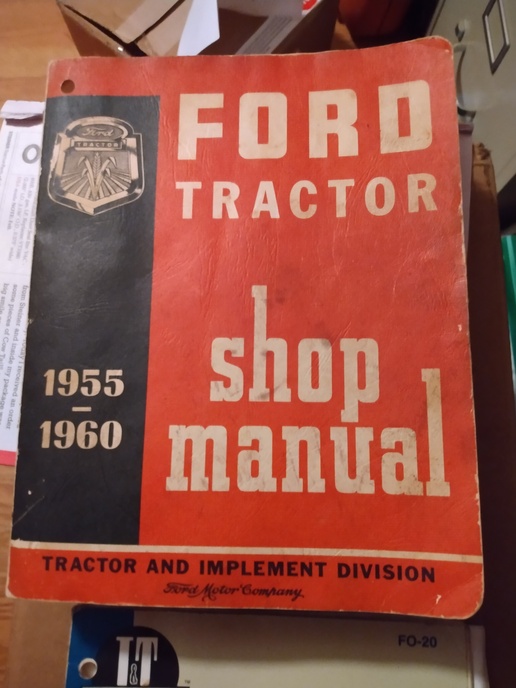 FORD
TRACTOR
Ford
TRACTOR
shop
manual
1955
–
1960
TRACTOR AND IMPLEMENT DIVISION
Ford Motor Company
I&T
FO-20